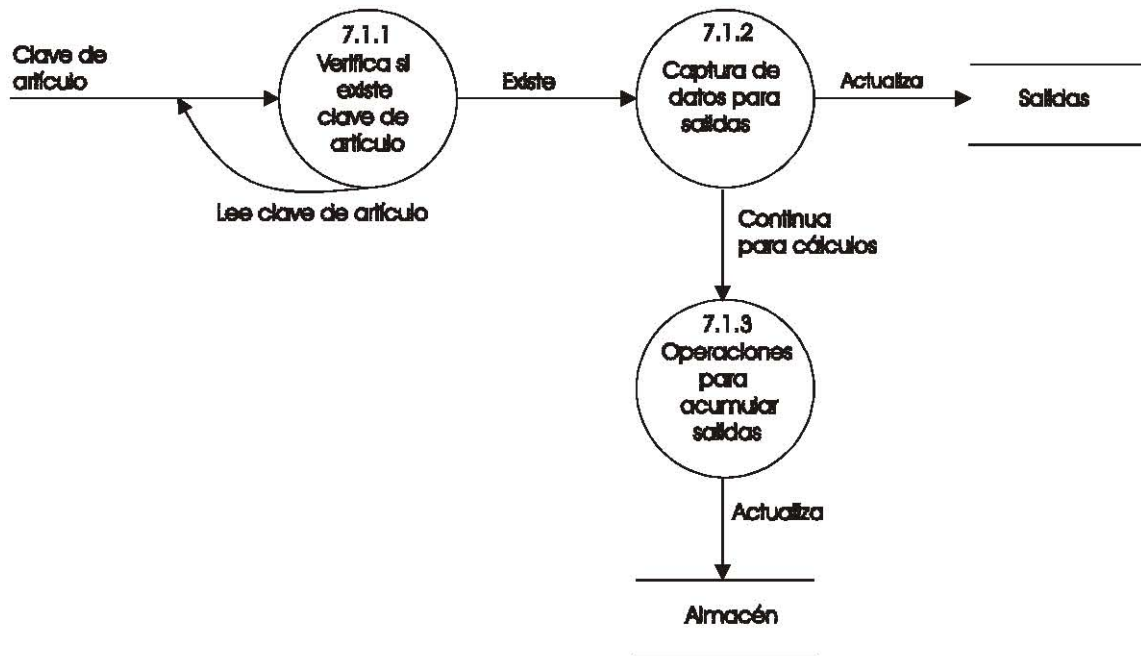 Clave de
artículo
7.1.1
Verifica si
existe
clave de
artículo
Lee clave de artículo
Existe
7.1.2
Captura de
datos para
salidas
Actualiza
Salidas
Continua
para cálculos
7.1.3
Operaciones
para
acumular
salidas
Actualiza
Almacén